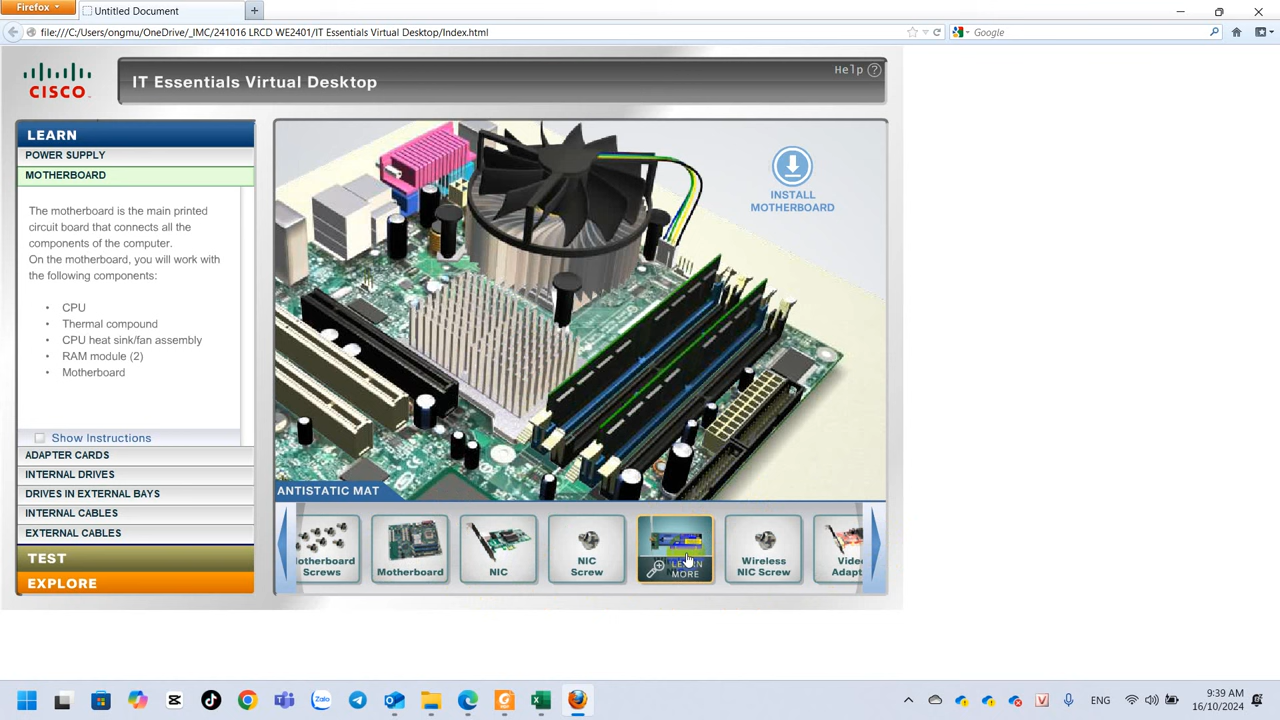 Firefox
Untitled Document
file:///C:/Users/ongmu/OneDrive/_IMC/241016 LRCD WE2401/IT Essentials Virtual Desktop/Index.html
Google
CISCO
IT Essentials Virtual Desktop
Help ?
LEARN
POWER SUPPLY
MOTHERBOARD
The motherboard is the main printed
circuit board that connects all the
components of the computer.
On the motherboard, you will work with
the following components:
• CPU
• Thermal compound
• CPU heat sink/fan assembly
• RAM module (2)
• Motherboard
Show Instructions
ADAPTER CARDS
INTERNAL DRIVES
DRIVES IN EXTERNAL BAYS
INTERNAL CABLES
EXTERNAL CABLES
TEST
EXPLORE
INSTALL
MOTHERBOARD
ANTISTATIC MAT
otherboard
Screws
Motherboard
NIC
NIC
Screw
LEARN
MORE
Wireless
NIC Screw
Video
Adapt
Zalo
ENG
9:39 AM
16/10/2024